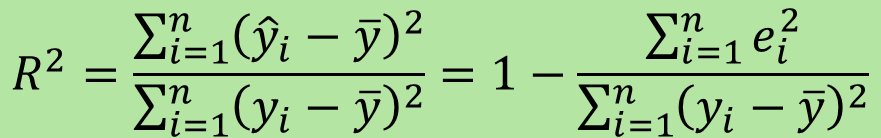 R² = \frac{\sum_{i=1}^{n}(\hat{y}_i - \bar{y})^2}{\sum_{i=1}^{n}(y_i - \bar{y})^2} = 1 - \frac{\sum_{i=1}^{n} e_i^2}{\sum_{i=1}^{n}(y_i - \bar{y})^2}